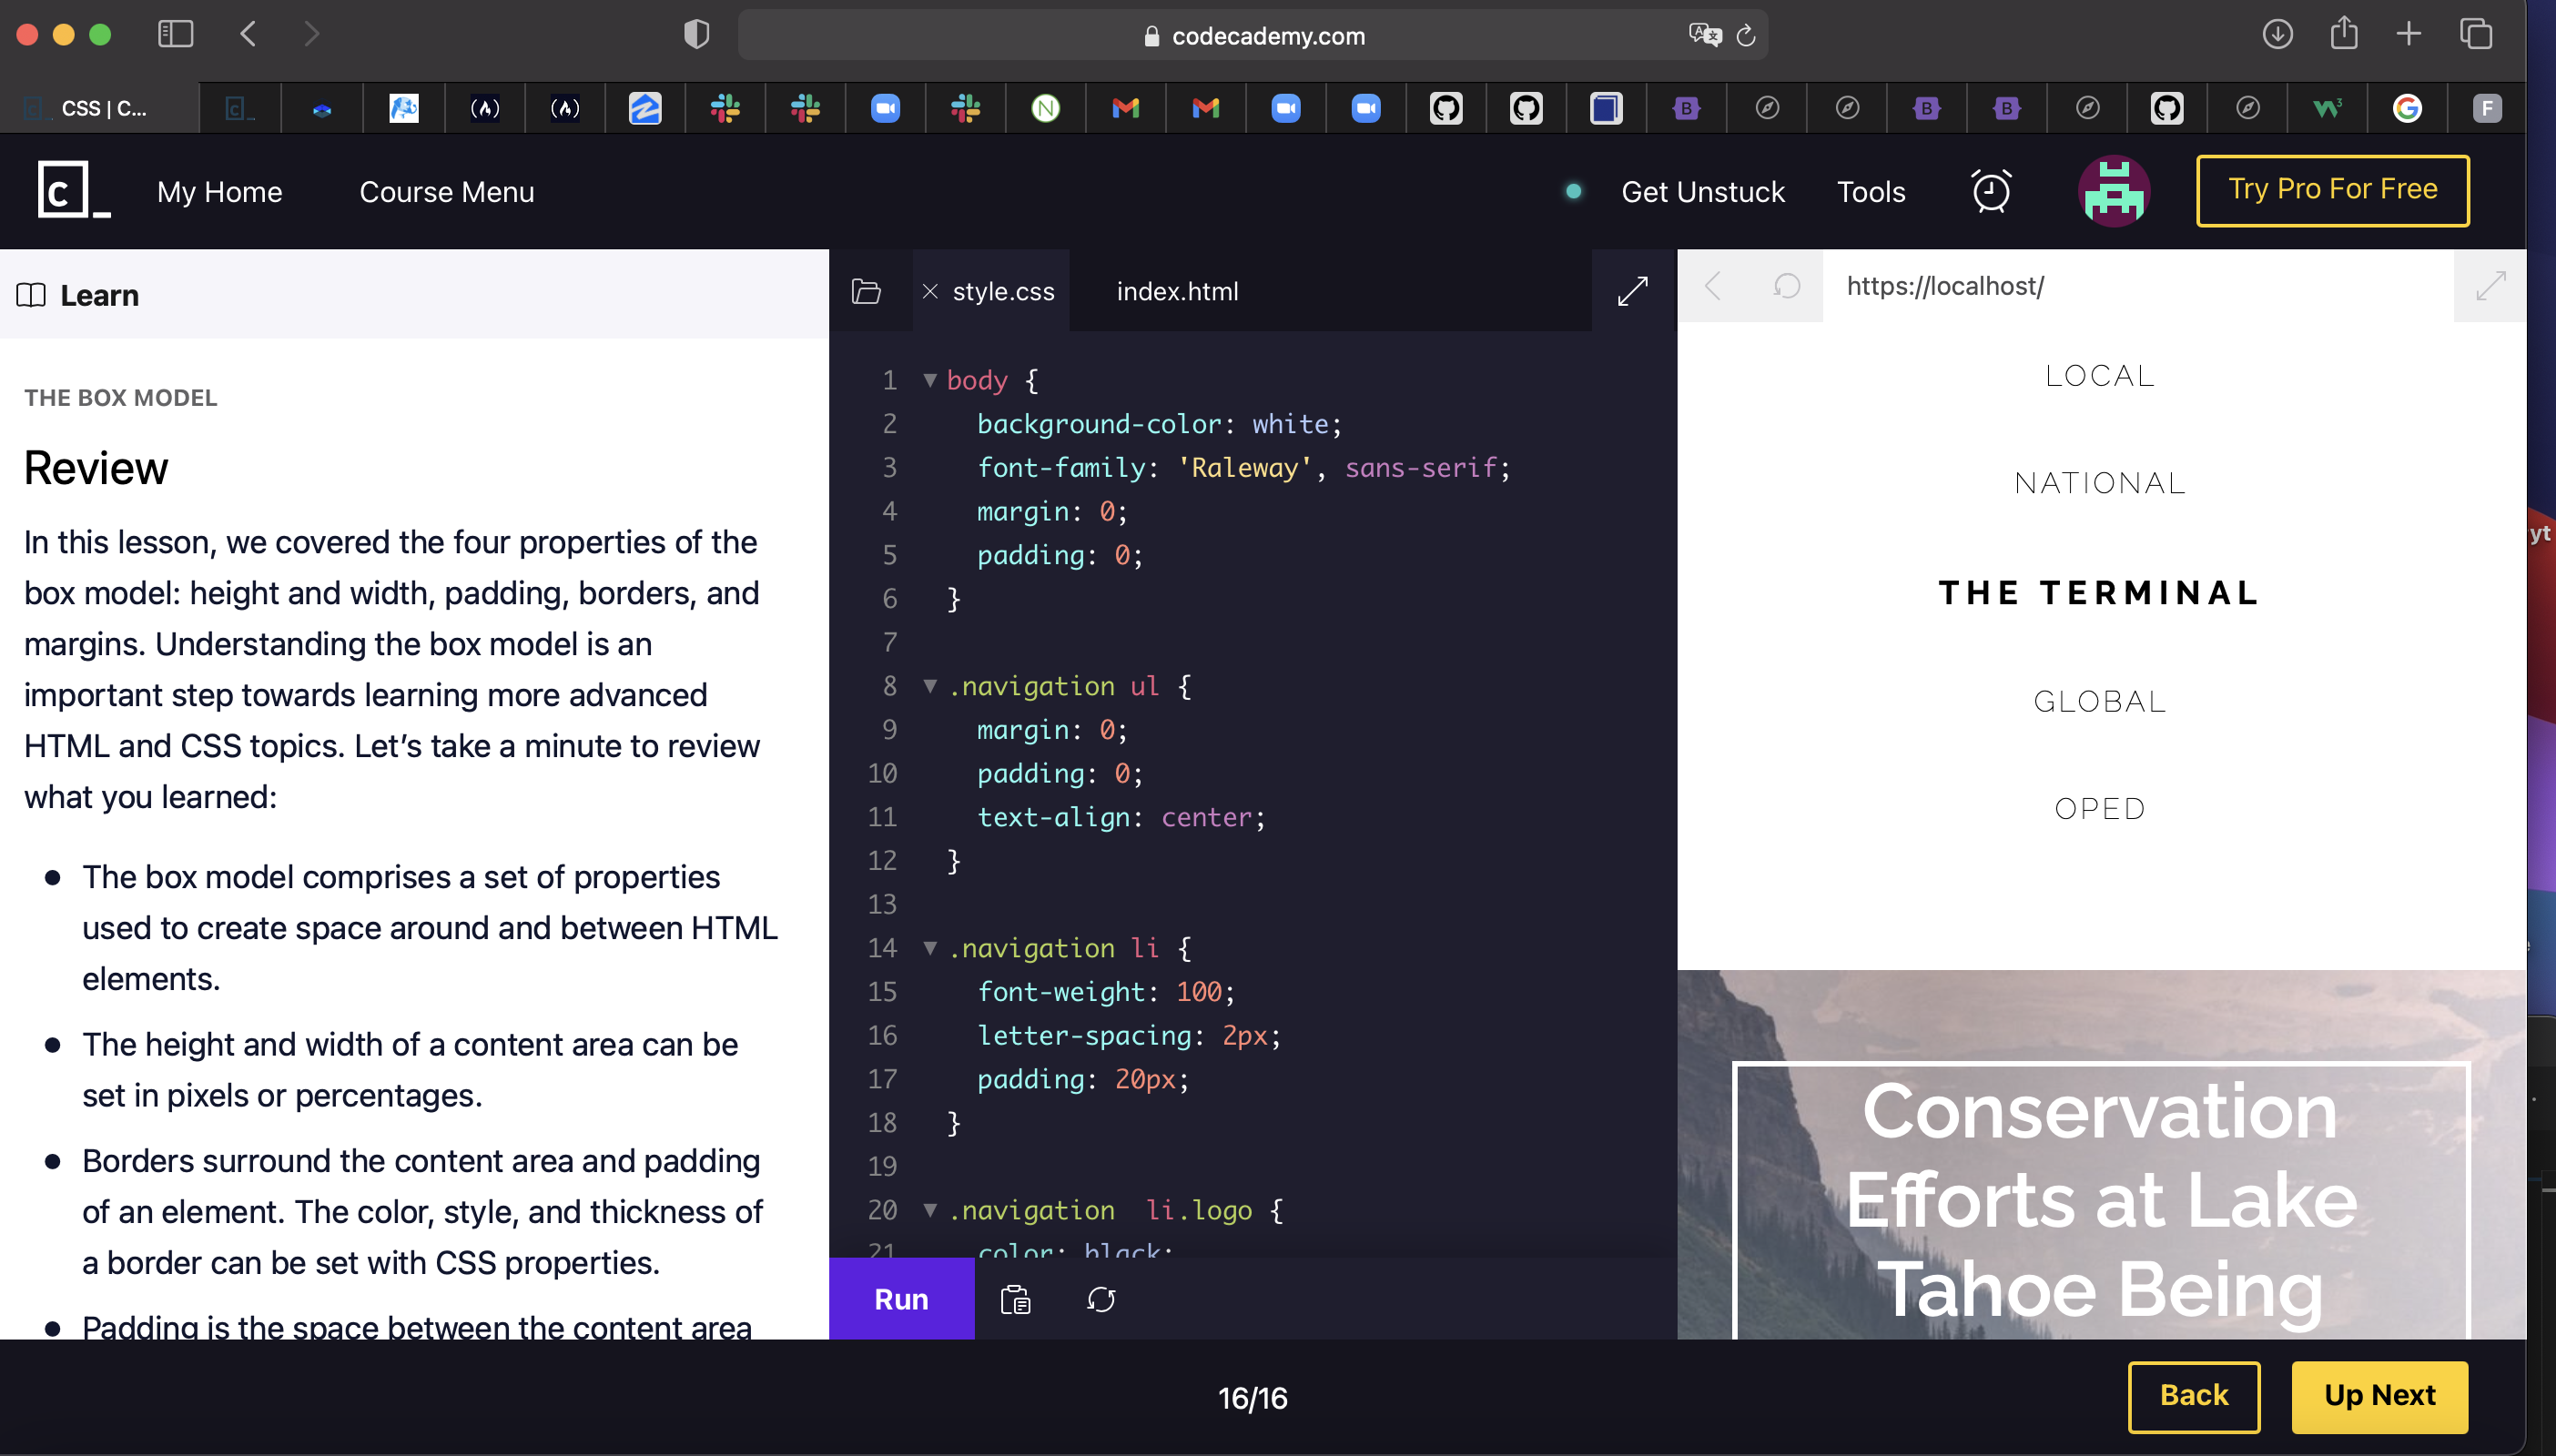 codecademy.com
CSS | C...
My Home
Course Menu
Get Unstuck
Tools
Try Pro For Free
Learn
THE BOX MODEL
Review
In this lesson, we covered the four properties of the
box model: height and width, padding, borders, and
margins. Understanding the box model is an
important step towards learning more advanced
HTML and CSS topics. Let’s take a minute to review
what you learned:
The box model comprises a set of properties
used to create space around and between HTML
elements.
The height and width of a content area can be
set in pixels or percentages.
Borders surround the content area and padding
of an element. The color, style, and thickness of
a border can be set with CSS properties.
Padding is the space between the content area
style.css
index.html
1 body {
2 background-color: white;
3 font-family: 'Raleway', sans-serif;
4 margin: 0;
5 padding: 0;
6 }
7
8 .navigation ul {
9 margin: 0;
10 padding: 0;
11 text-align: center;
12 }
13
14 .navigation li {
15 font-weight: 100;
16 letter-spacing: 2px;
17 padding: 20px;
18 }
19
20 .navigation  li.logo {
21 color: black;
Run
https://localhost/
LOCAL
NATIONAL
THE TERMINAL
GLOBAL
OPED
Conservation
Efforts at Lake
Tahoe Being
yt
16/16
Back
Up Next